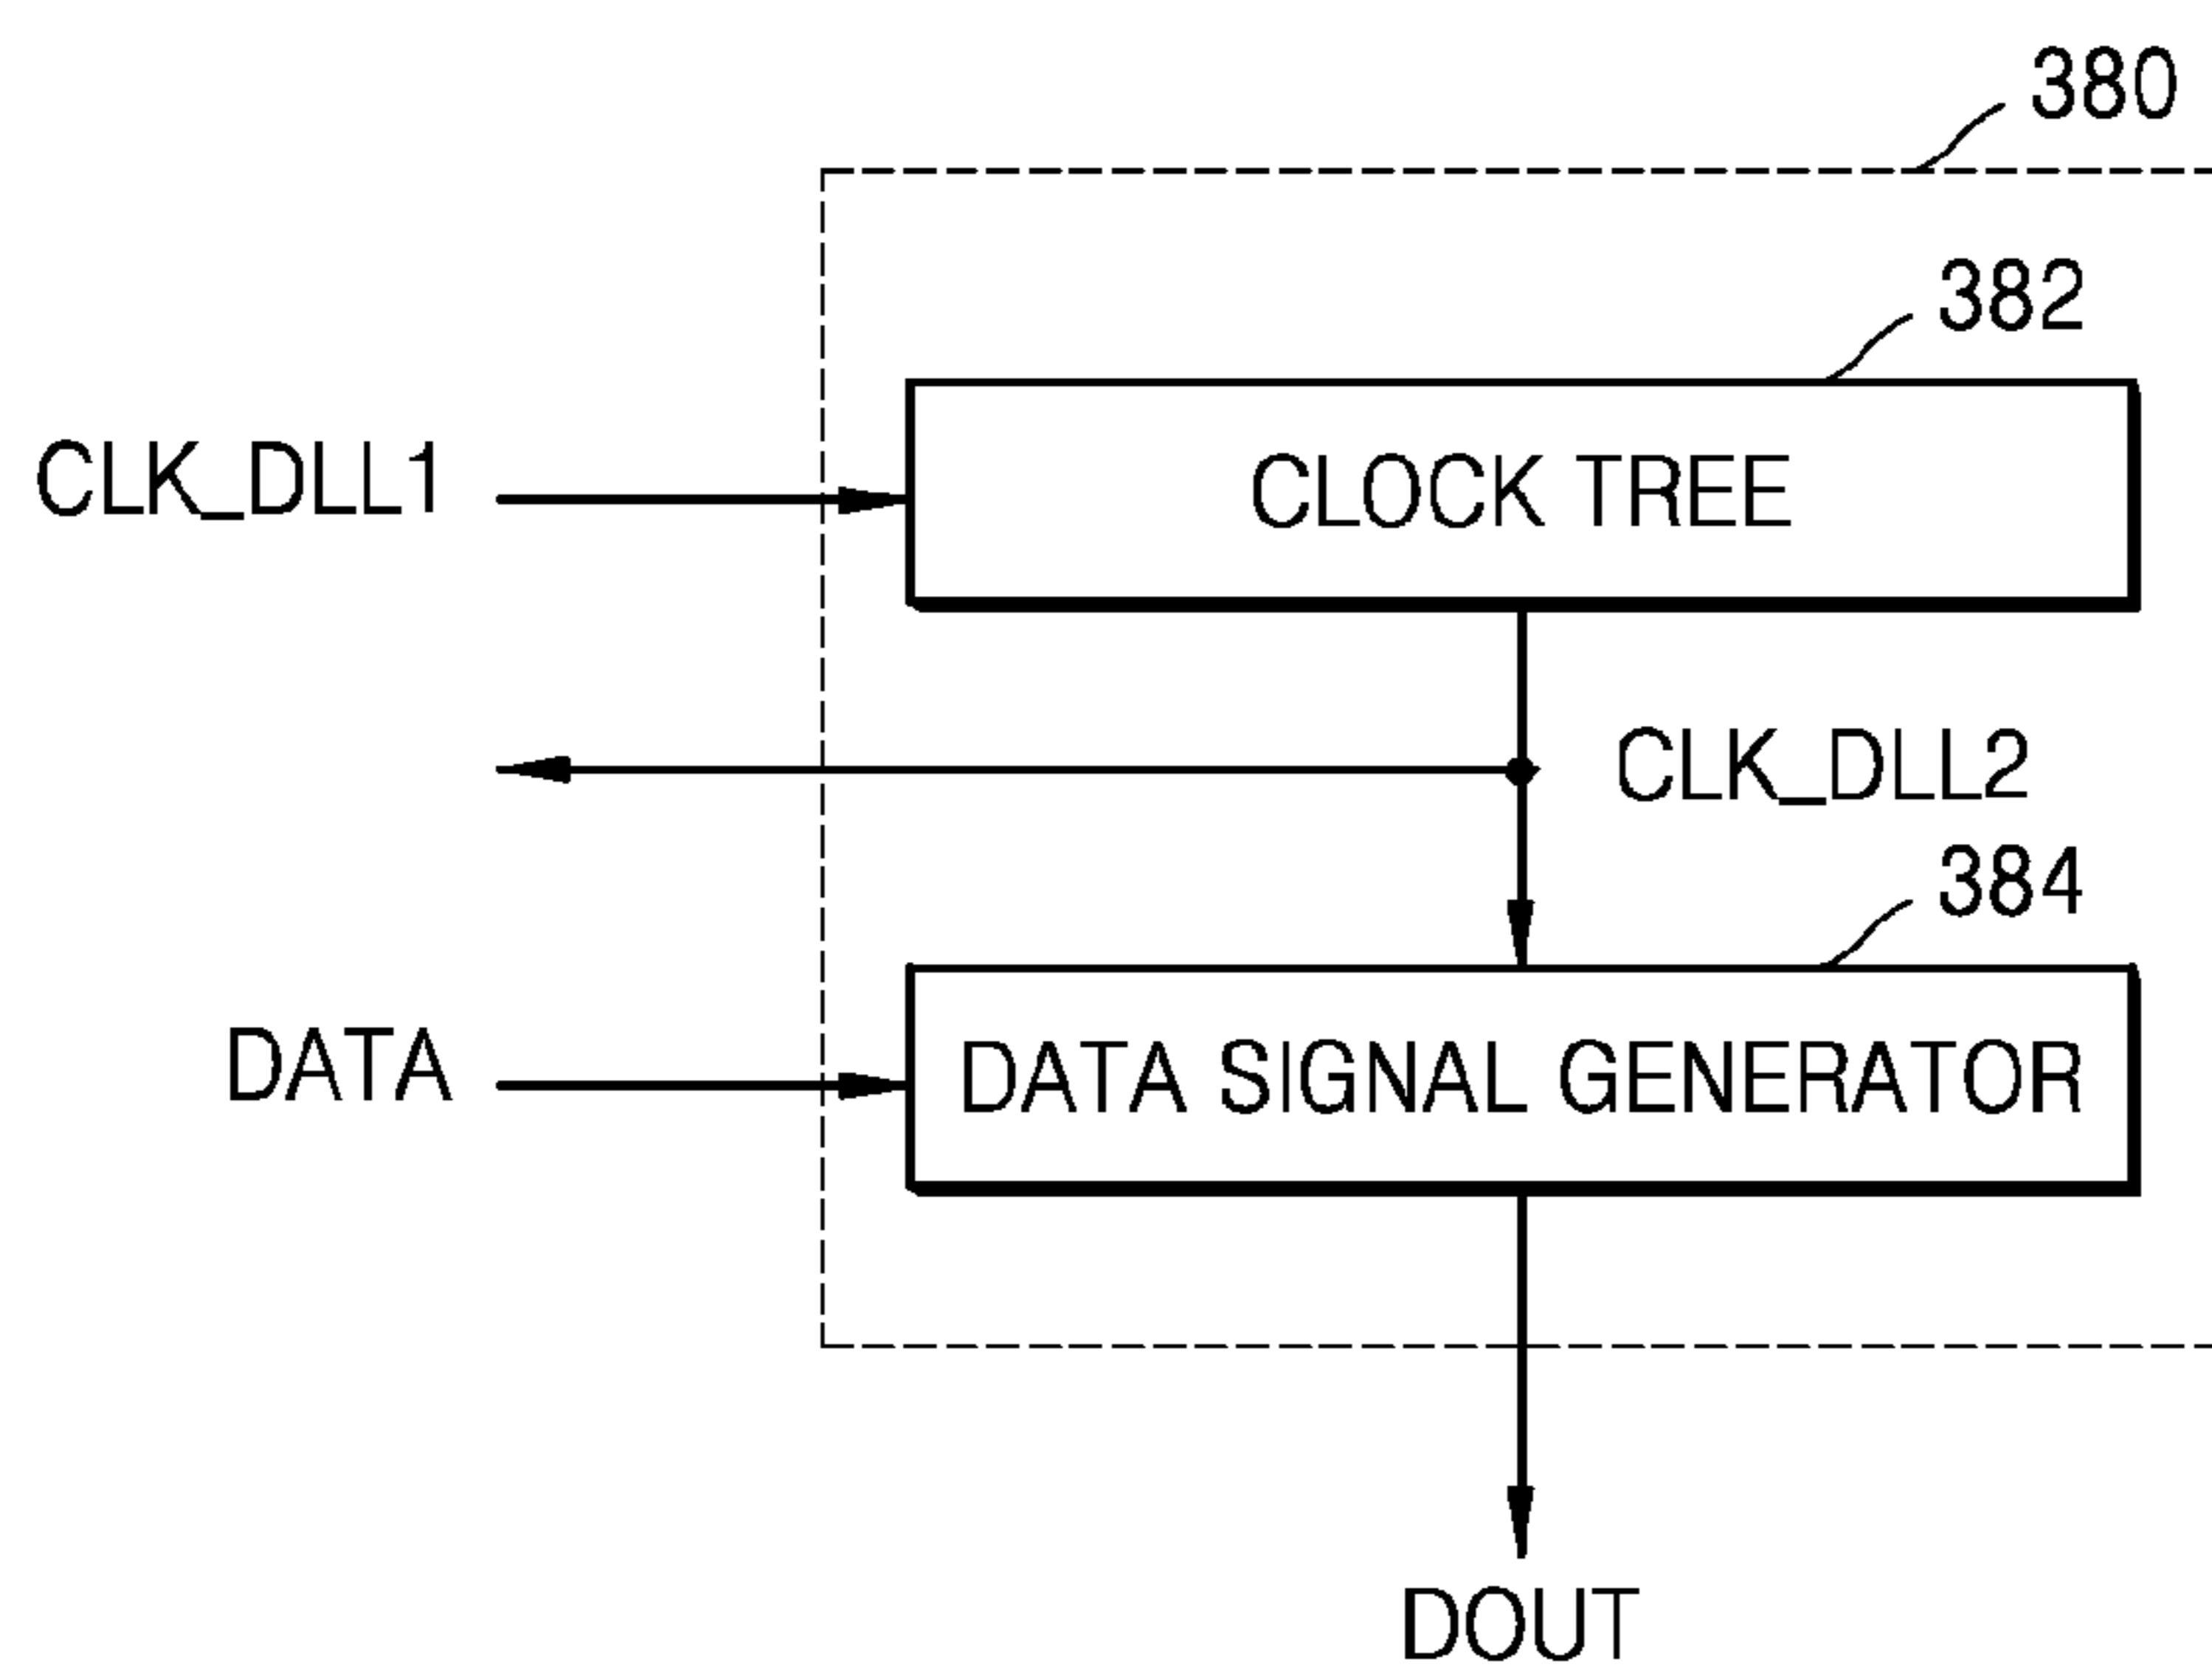 380
382
CLK_DLL1
CLOCK TREE
CLK_DLL2
384
DATA
DATA SIGNAL GENERATOR
DOUT